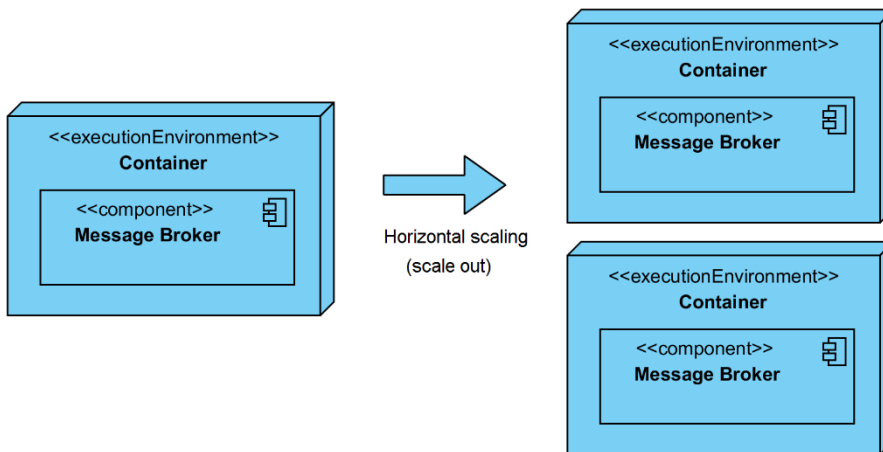 <<executionEnvironment>>
Container
<<component>>
Message Broker
Horizontal scaling
(scale out)
<<executionEnvironment>>
Container
<<component>>
Message Broker
<<executionEnvironment>>
Container
<<component>>
Message Broker